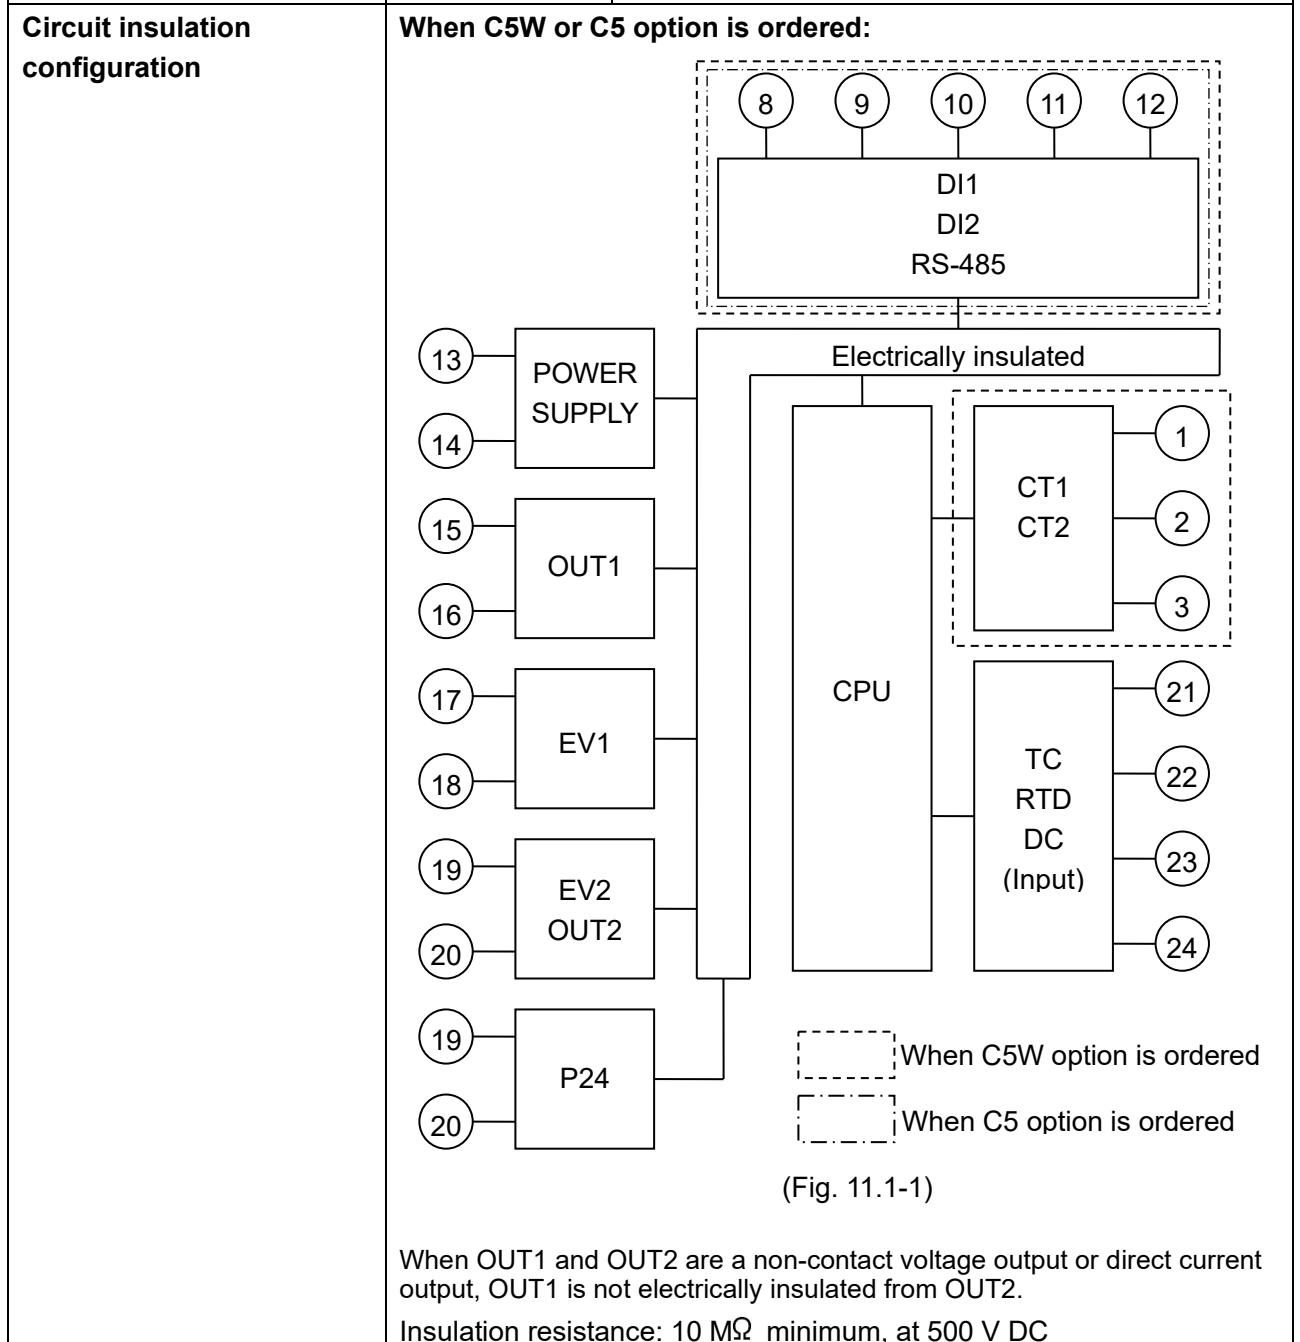 Circuit insulation
configuration
When C5W or C5 option is ordered:
8 9 10 11 12
DI1
DI2
RS-485
Electrically insulated
13
14
POWER
SUPPLY
15
16
OUT1
17
18
EV1
19
20
EV2
OUT2
19
20
P24
CPU
CT1
CT2
1
2
3
TC
RTD
DC
(Input)
21
22
23
24
When C5W option is ordered
When C5 option is ordered
(Fig. 11.1-1)
When OUT1 and OUT2 are a non-contact voltage output or direct current
output, OUT1 is not electrically insulated from OUT2.
Insulation resistance: 10 MΩ minimum, at 500 V DC